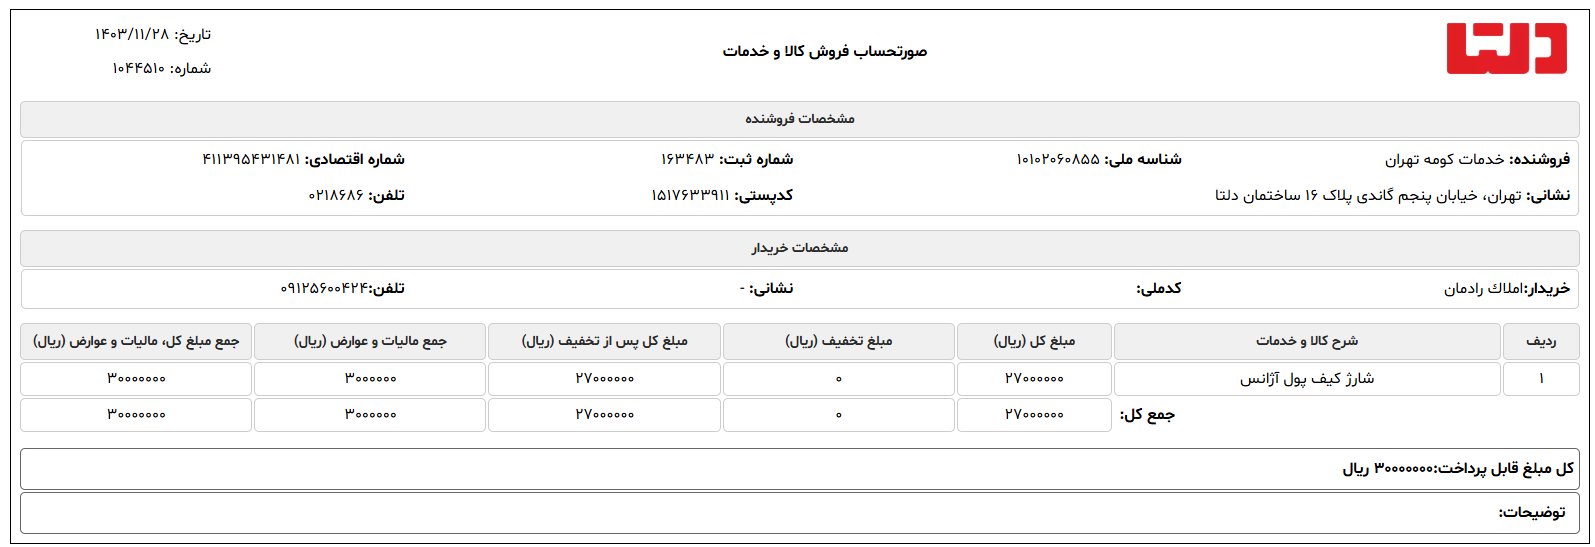 دلتا
صورتحساب فروش کالا و خدمات
تاریخ: ۱۴۰۳/۱۱/۲۸
شماره: ۱۰۴۴۵۱۰
مشخصات فروشنده
فروشنده: خدمات کومه تهران شناسه ملی: ۱۰۱۰۲۰۶۰۸۵۵ شماره ثبت: ۱۶۳۴۸۳ شماره اقتصادی: ۴۱۱۳۹۵۴۳۱۴۸۱
نشانی: تهران، خیابان پنجم گاندی پلاک ۱۶ ساختمان دلتا کدپستی: ۱۵۱۷۶۳۳۹۱۱ تلفن: ۰۲۱۸۶۸۶
مشخصات خریدار
خریدار:املاك رادمان کدملی: نشانی: - تلفن:۰۹۱۲۵۶۰۰۴۲۴
ردیف شرح کالا و خدمات مبلغ کل (ریال) مبلغ تخفیف (ریال) مبلغ کل پس از تخفیف (ریال) جمع مالیات و عوارض (ریال) جمع مبلغ کل، مالیات و عوارض (ریال)
۱ شارژ کیف پول آژانس ۲۷۰۰۰۰۰۰ ۰ ۲۷۰۰۰۰۰۰ ۳۰۰۰۰۰۰ ۳۰۰۰۰۰۰۰
جمع کل: ۲۷۰۰۰۰۰۰ ۰ ۲۷۰۰۰۰۰۰ ۳۰۰۰۰۰۰ ۳۰۰۰۰۰۰۰
کل مبلغ قابل پرداخت:۳۰۰۰۰۰۰۰ ریال
توضیحات: